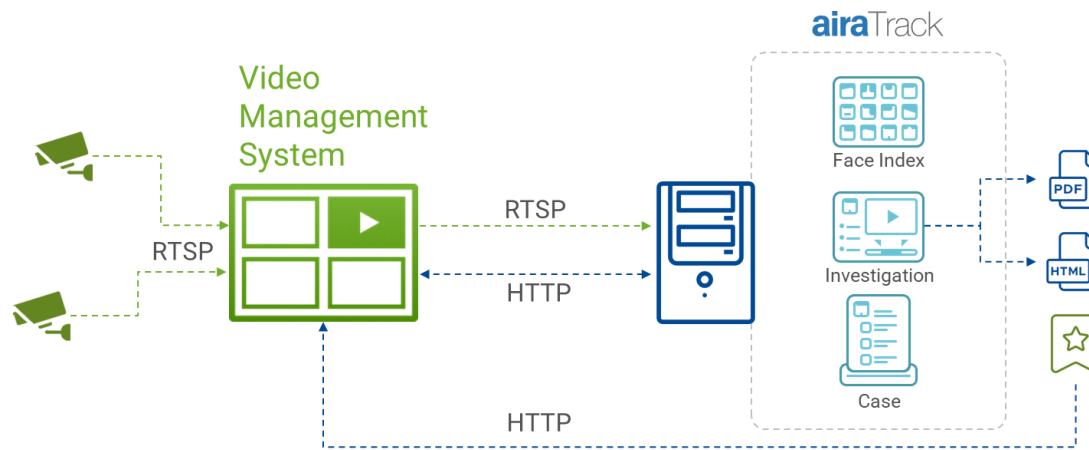 airaTrack
Video
Management
System
Face Index
PDF
RTSP
RTSP
Investigation
HTML
HTTP
Case
HTTP